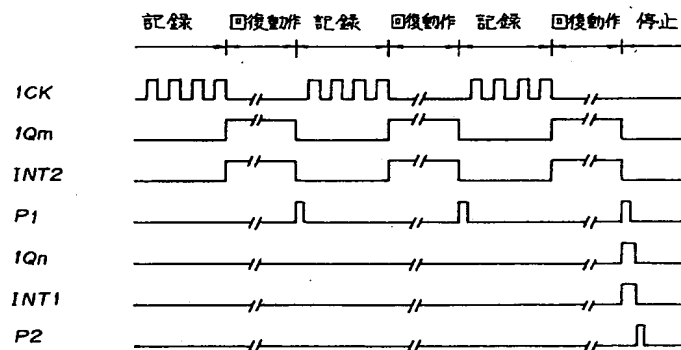 記録 回復動作 記録 回復動作 記録 回復動作 停止
1CK
1Qm
INT2
P1
1Qn
INT1
P2